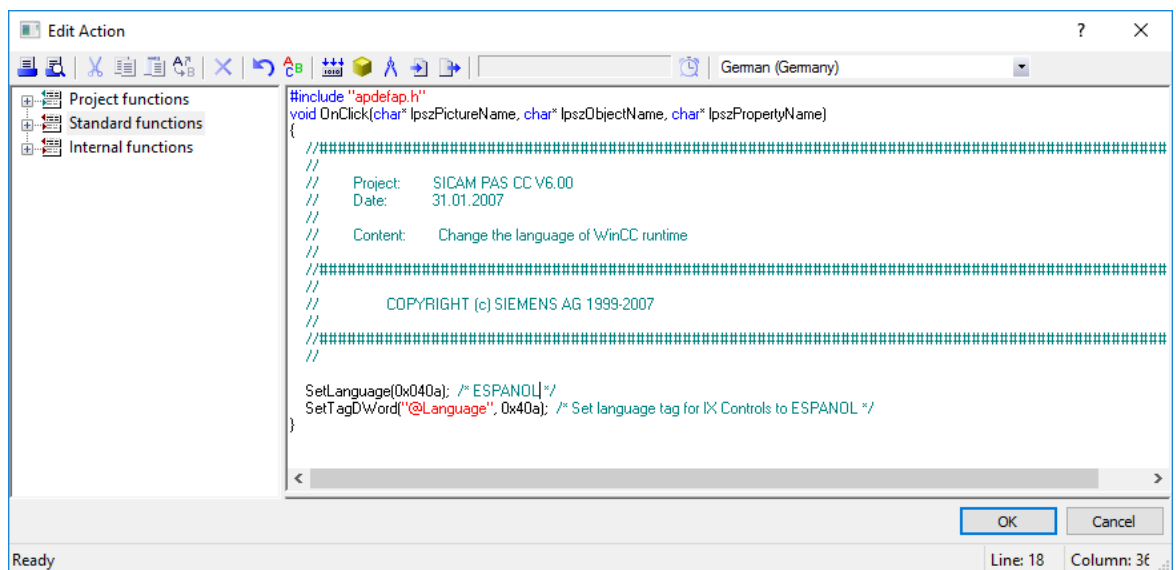 Edit Action
German (Germany)
Project functions
Standard functions
Internal functions
#include "apdefap.h"
void OnClick(char* lpszPictureName, char* lpszObjectName, char* lpszPropertyName)
{
//##########################################################################################
//
// Project: SICAM PAS CC V6.00
// Date: 31.01.2007
//
// Content: Change the language of WinCC runtime
//
//##########################################################################################
//
// COPYRIGHT (c) SIEMENS AG 1999-2007
//
//##########################################################################################
//
SetLanguage(0x040a); /* ESPANOL */
SetTagDWord("@Language", 0x40a); /* Set language tag for IX Controls to ESPANOL */
}
OK
Cancel
Ready
Line: 18
Column: 36